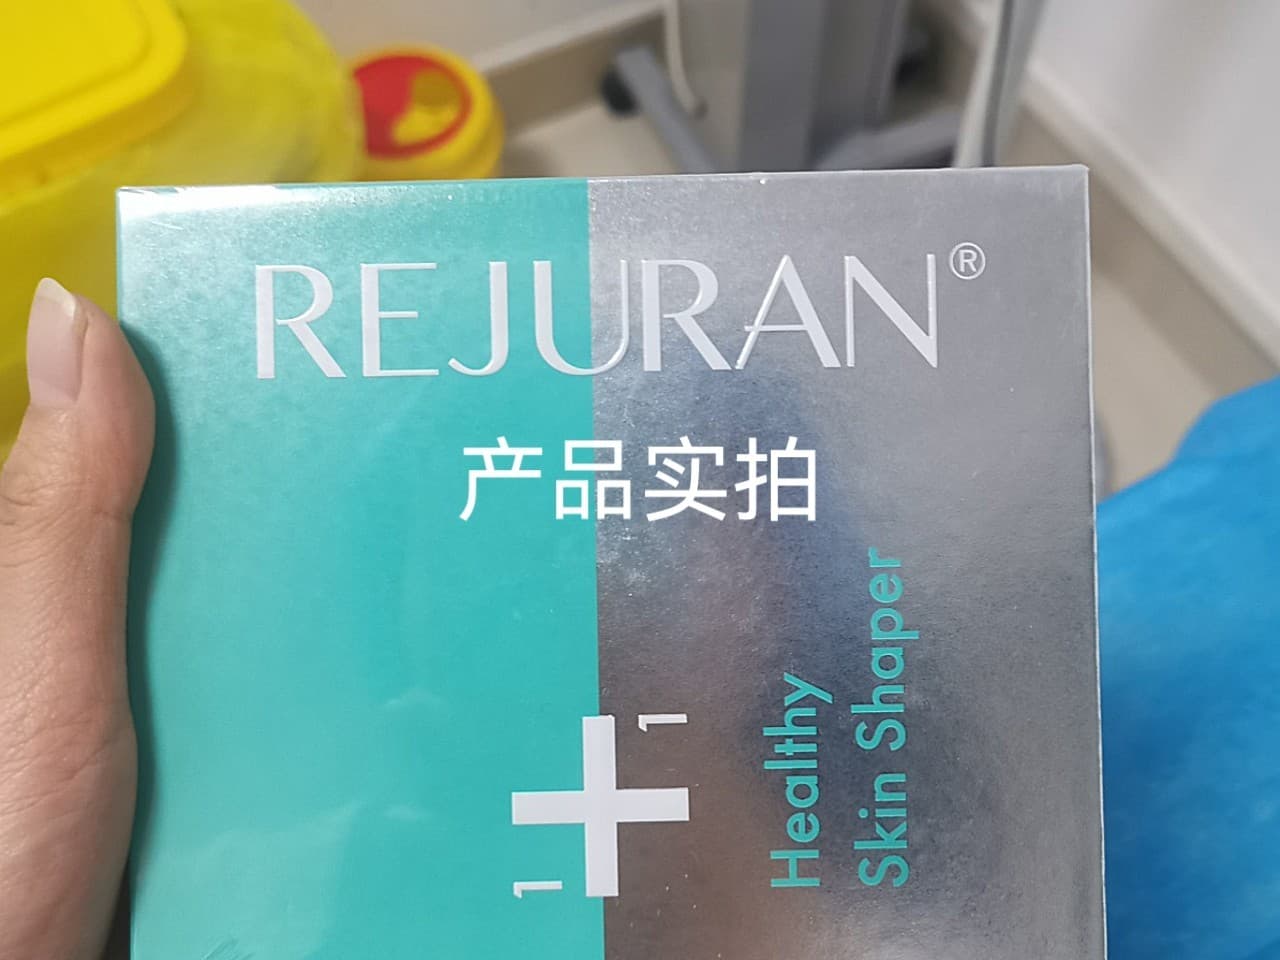 REJURAN®
产品实拍
1+1
Healthy
Skin Shaper